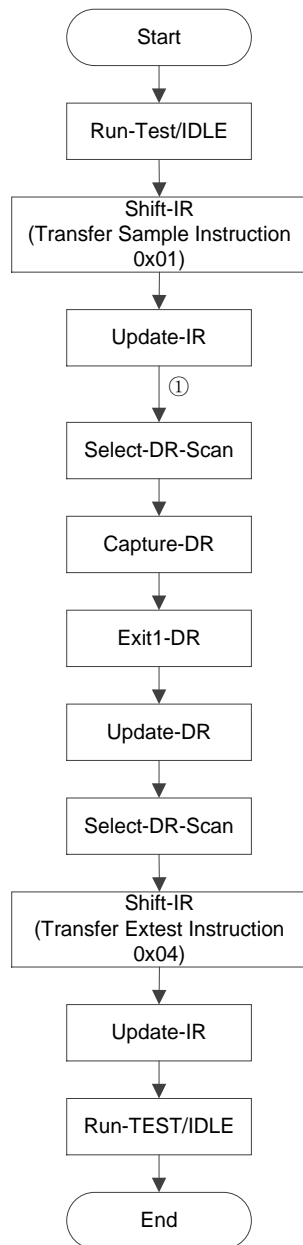 Start
Run-Test/IDLE
Shift-IR
(Transfer Sample Instruction
0x01)
Update-IR
①
Select-DR-Scan
Capture-DR
Exit1-DR
Update-DR
Select-DR-Scan
Shift-IR
(Transfer Extest Instruction
0x04)
Update-IR
Run-TEST/IDLE
End